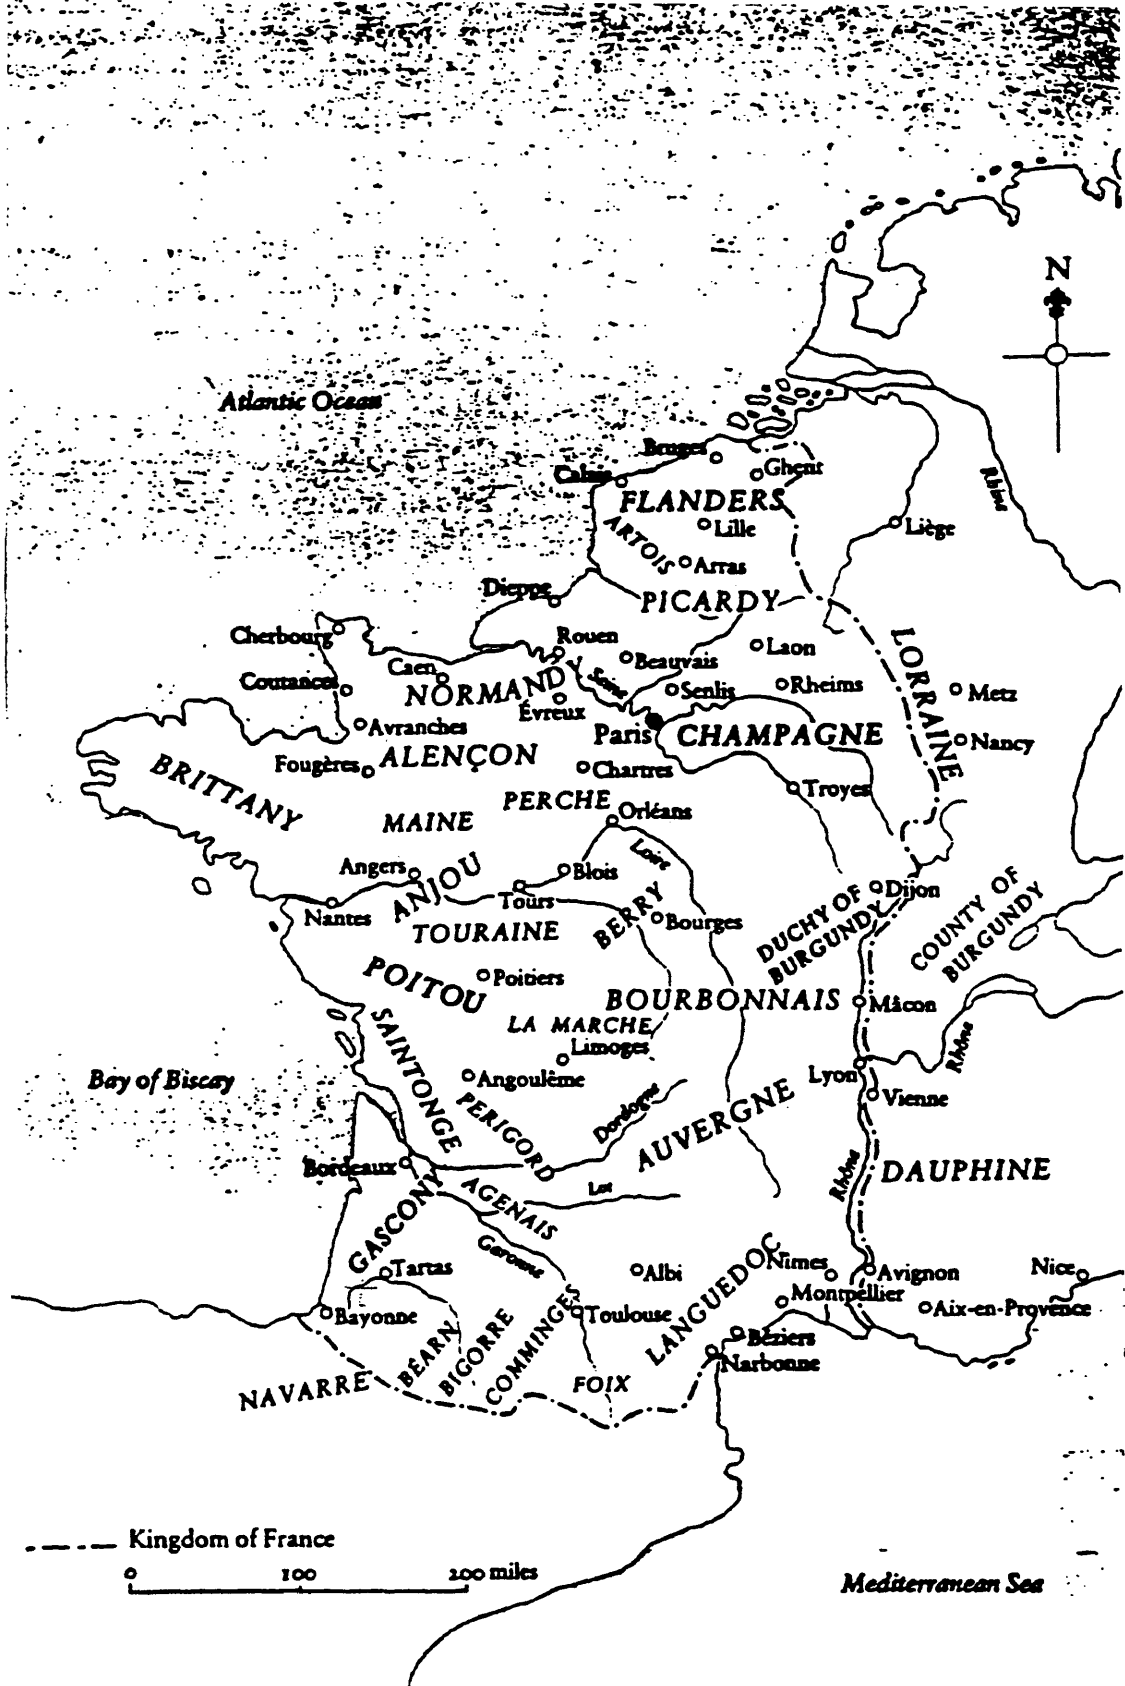 N
Atlantic Ocean
Bruges
Ghent
Calais
FLANDERS
Rhine
Lille
Liège
ARTOIS
Arras
Dieppe
PICARDY
Cherbourg
Rouen
Laon
LORRAINE
Caen
Beauvais
Coutances
NORMANDY
Seine
Senlis
Rheims
Metz
Évreux
Avranches
Paris
CHAMPAGNE
Nancy
Fougères
ALENÇON
Chartres
BRITTANY
Troyes
PERCHE
Orléans
MAINE
Loire
Angers
ANJOU
Blois
Nantes
Tours
BERRY
Bourges
Dijon
DUCHY OF
BURGUNDY
COUNTY OF
BURGUNDY
TOURAINE
POITOU
Poitiers
BOURBONNAIS
Mâcon
SAINTONGE
LA MARCHE
Limoges
Rhône
Bay of Biscay
Angoulême
Lyon
PERIGORD
Dordogne
AUVERGNE
Vienne
Bordeaux
Rhône
DAUPHINE
AGENAIS
Lot
GASCONY
Garonne
Tartas
Albi
LANGUEDOC
Nîmes
Avignon
Nice
Montpellier
Bayonne
Toulouse
Aix-en-Provence
BÉARN
BIGORRE
COMMINGES
Béziers
Narbonne
NAVARRE
FOIX
Kingdom of France
0 100 200 miles
Mediterranean Sea